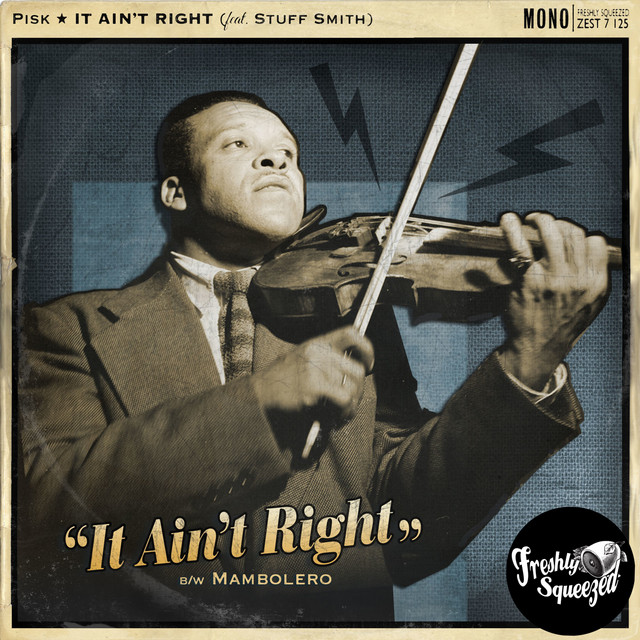 PISK ★ IT AIN'T RIGHT (feat. STUFF SMITH)
MONO
FRESHLY SQUEEZED
ZEST 7 125
“It Ain't Right”
B/W MAMBOLERO
Freshly
Squeezed